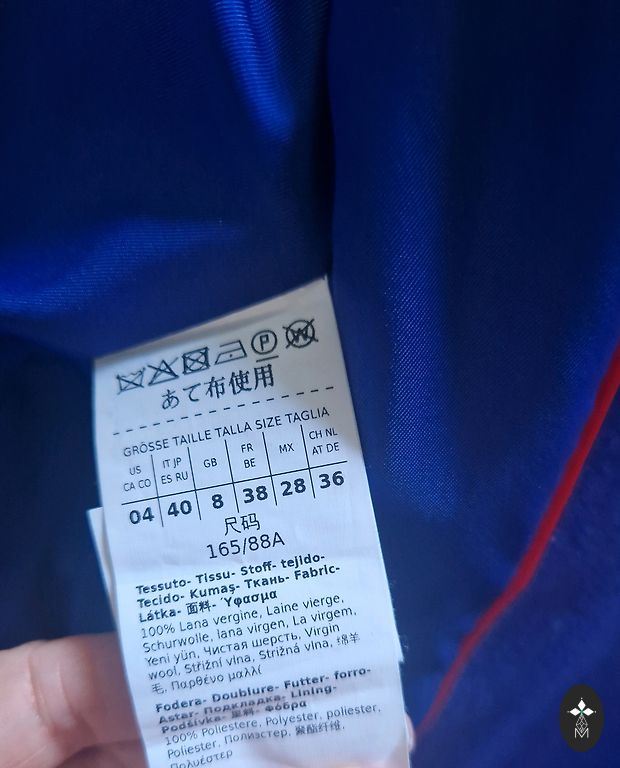 P W
あて布使用
GRÖSSE TAILLE TALLA SIZE TAGLIA
US CA CO | IT JP ES RU | GB | FR BE | MX | CH NL AT DE
04 | 40 | 8 | 38 | 28 | 36
尺码
165/88A
Tessuto- Tissu- Stoff- tejido-
Tecido- Kumaş- Ткань- Fabric-
Látka- 面料- Ύφασμα
100% Lana vergine, Laine vierge,
Schurwolle, lana virgen, La virgem,
Yeni yün, Чистая шерсть, Virgin
wool, Střižní vlna, Strižná vlna, 绵羊
毛, Παρθένο μαλλί
Fodera- Doublure- Futter- forro-
Astar- Подкладка- Lining-
Podšívka- 里料- Φόδρα
100% Poliestere, Polyester, poliester,
Poliester, Полиэстер, 聚酯纤维,
Πολυέστερ
M